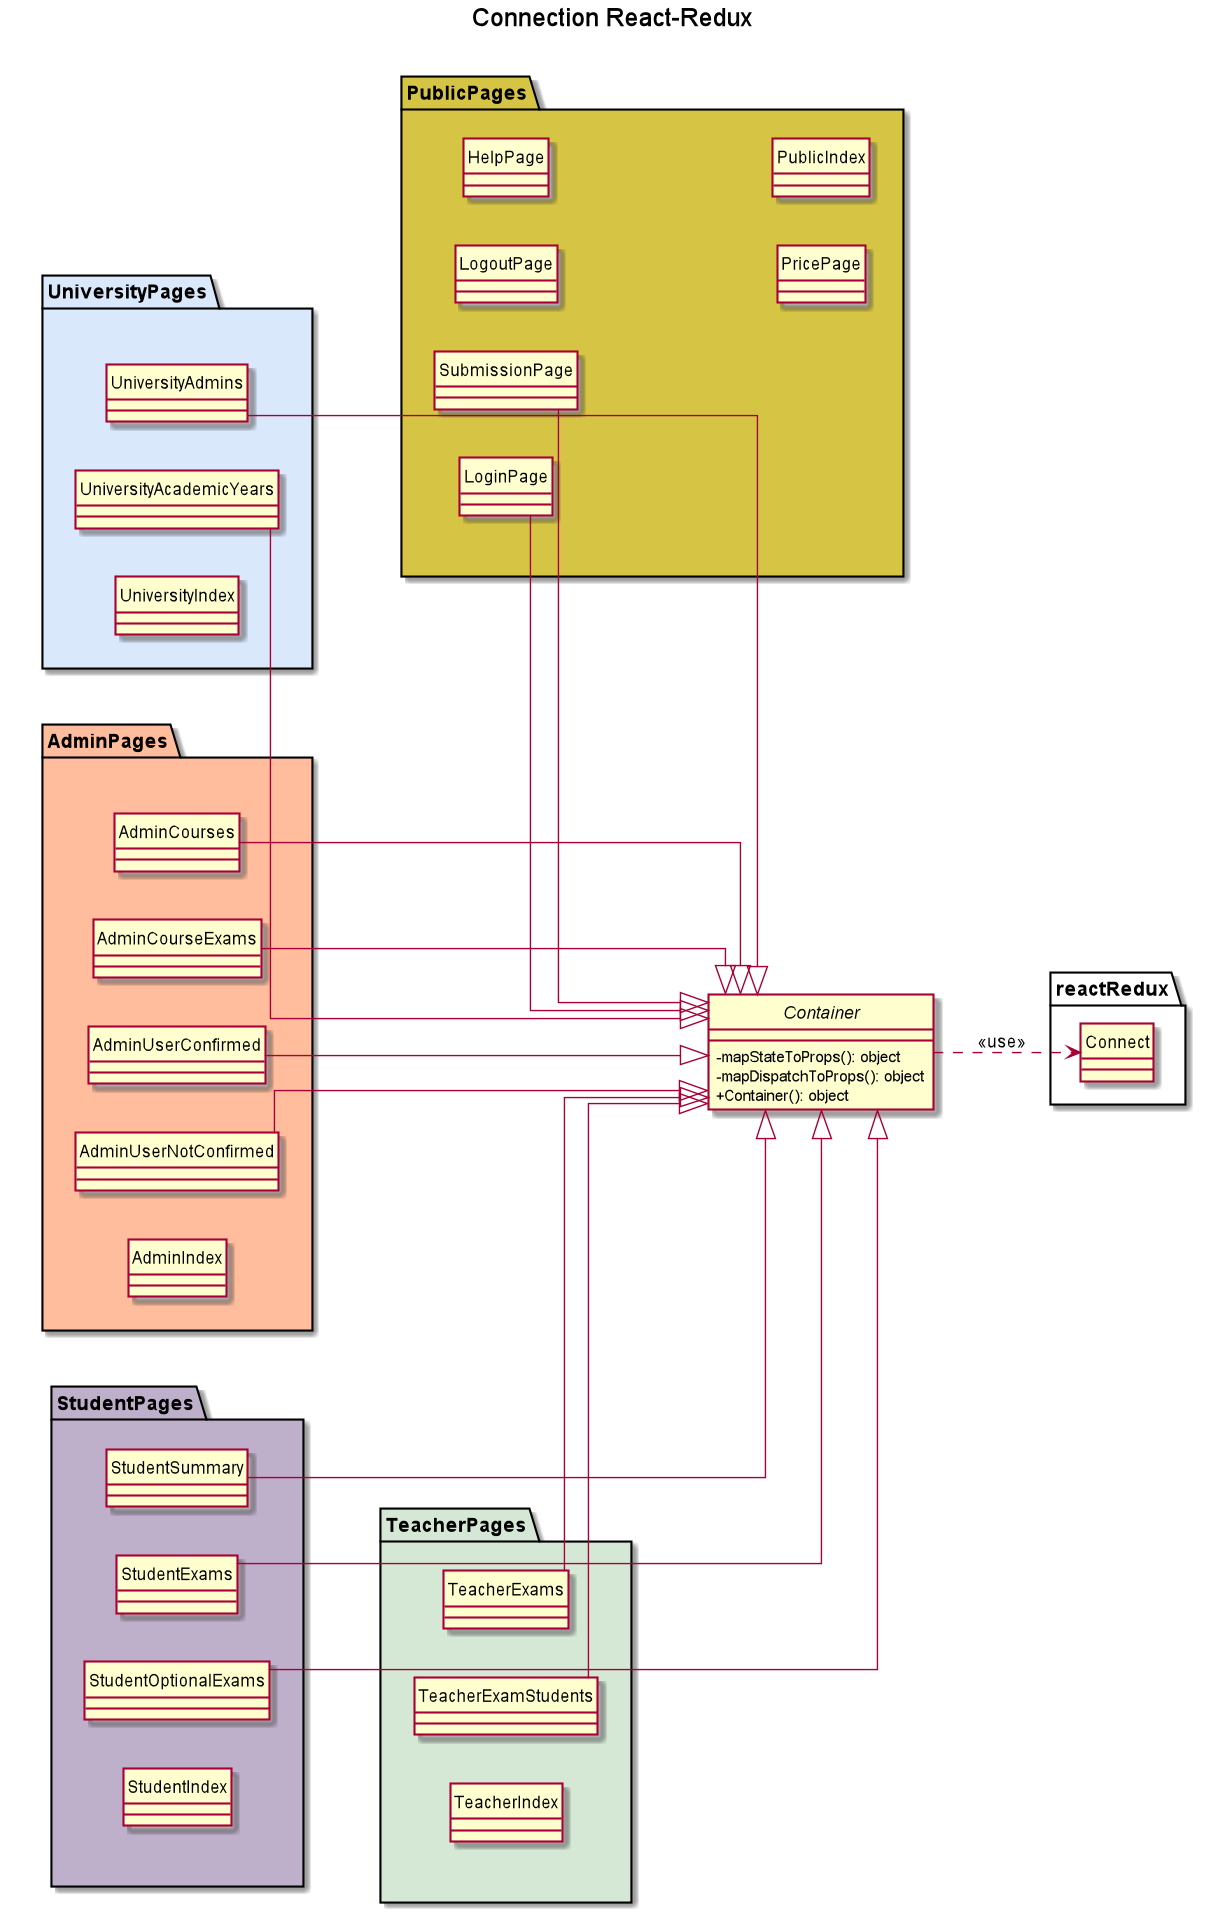 Connection React-Redux
PublicPages
HelpPage
PublicIndex
LogoutPage
PricePage
SubmissionPage
LoginPage
UniversityPages
UniversityAdmins
UniversityAcademicYears
UniversityIndex
AdminPages
AdminCourses
AdminCourseExams
AdminUserConfirmed
AdminUserNotConfirmed
AdminIndex
Container
-mapStateToProps(): object
-mapDispatchToProps(): object
+Container(): object
«use»
reactRedux
Connect
StudentPages
StudentSummary
StudentExams
StudentOptionalExams
StudentIndex
TeacherPages
TeacherExams
TeacherExamStudents
TeacherIndex